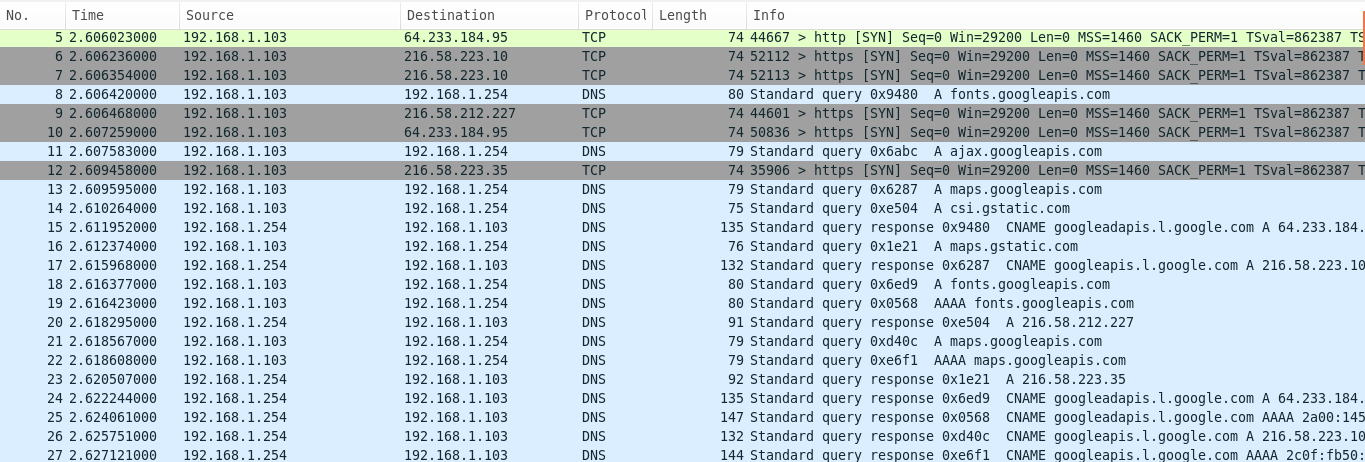 No. Time Source Destination Protocol Length Info
5 2.606023000 192.168.1.103 64.233.184.95 TCP 74 44667 > http [SYN] Seq=0 Win=29200 Len=0 MSS=1460 SACK_PERM=1 TSval=862387 TS
6 2.606236000 192.168.1.103 216.58.223.10 TCP 74 52112 > https [SYN] Seq=0 Win=29200 Len=0 MSS=1460 SACK_PERM=1 TSval=862387 T
7 2.606354000 192.168.1.103 216.58.223.10 TCP 74 52113 > https [SYN] Seq=0 Win=29200 Len=0 MSS=1460 SACK_PERM=1 TSval=862387 T
8 2.606420000 192.168.1.103 192.168.1.254 DNS 80 Standard query 0x9480 A fonts.googleapis.com
9 2.606468000 192.168.1.103 216.58.212.227 TCP 74 44601 > https [SYN] Seq=0 Win=29200 Len=0 MSS=1460 SACK_PERM=1 TSval=862387 T
10 2.607259000 192.168.1.103 64.233.184.95 TCP 74 50836 > https [SYN] Seq=0 Win=29200 Len=0 MSS=1460 SACK_PERM=1 TSval=862387 T
11 2.607583000 192.168.1.103 192.168.1.254 DNS 79 Standard query 0x6abc A ajax.googleapis.com
12 2.609458000 192.168.1.103 216.58.223.35 TCP 74 35906 > https [SYN] Seq=0 Win=29200 Len=0 MSS=1460 SACK_PERM=1 TSval=862387 T
13 2.609595000 192.168.1.103 192.168.1.254 DNS 79 Standard query 0x6287 A maps.googleapis.com
14 2.610264000 192.168.1.103 192.168.1.254 DNS 75 Standard query 0xe504 A csi.gstatic.com
15 2.611952000 192.168.1.254 192.168.1.103 DNS 135 Standard query response 0x9480 CNAME googleadapis.l.google.com A 64.233.184.
16 2.612374000 192.168.1.103 192.168.1.254 DNS 76 Standard query 0x1e21 A maps.gstatic.com
17 2.615968000 192.168.1.254 192.168.1.103 DNS 132 Standard query response 0x6287 CNAME googleapis.l.google.com A 216.58.223.10
18 2.616377000 192.168.1.103 192.168.1.254 DNS 80 Standard query 0x6ed9 A fonts.googleapis.com
19 2.616423000 192.168.1.103 192.168.1.254 DNS 80 Standard query 0x0568 AAAA fonts.googleapis.com
20 2.618295000 192.168.1.254 192.168.1.103 DNS 91 Standard query response 0xe504 A 216.58.212.227
21 2.618567000 192.168.1.103 192.168.1.254 DNS 79 Standard query 0xd40c A maps.googleapis.com
22 2.618608000 192.168.1.103 192.168.1.254 DNS 79 Standard query 0xe6f1 AAAA maps.googleapis.com
23 2.620507000 192.168.1.254 192.168.1.103 DNS 92 Standard query response 0x1e21 A 216.58.223.35
24 2.622244000 192.168.1.254 192.168.1.103 DNS 135 Standard query response 0x6ed9 CNAME googleadapis.l.google.com A 64.233.184.
25 2.624061000 192.168.1.254 192.168.1.103 DNS 147 Standard query response 0x0568 CNAME googleadapis.l.google.com AAAA 2a00:145
26 2.625751000 192.168.1.254 192.168.1.103 DNS 132 Standard query response 0xd40c CNAME googleapis.l.google.com A 216.58.223.10
27 2.627121000 192.168.1.254 192.168.1.103 DNS 144 Standard query response 0xe6f1 CNAME googleapis.l.google.com AAAA 2c0f:fb50: